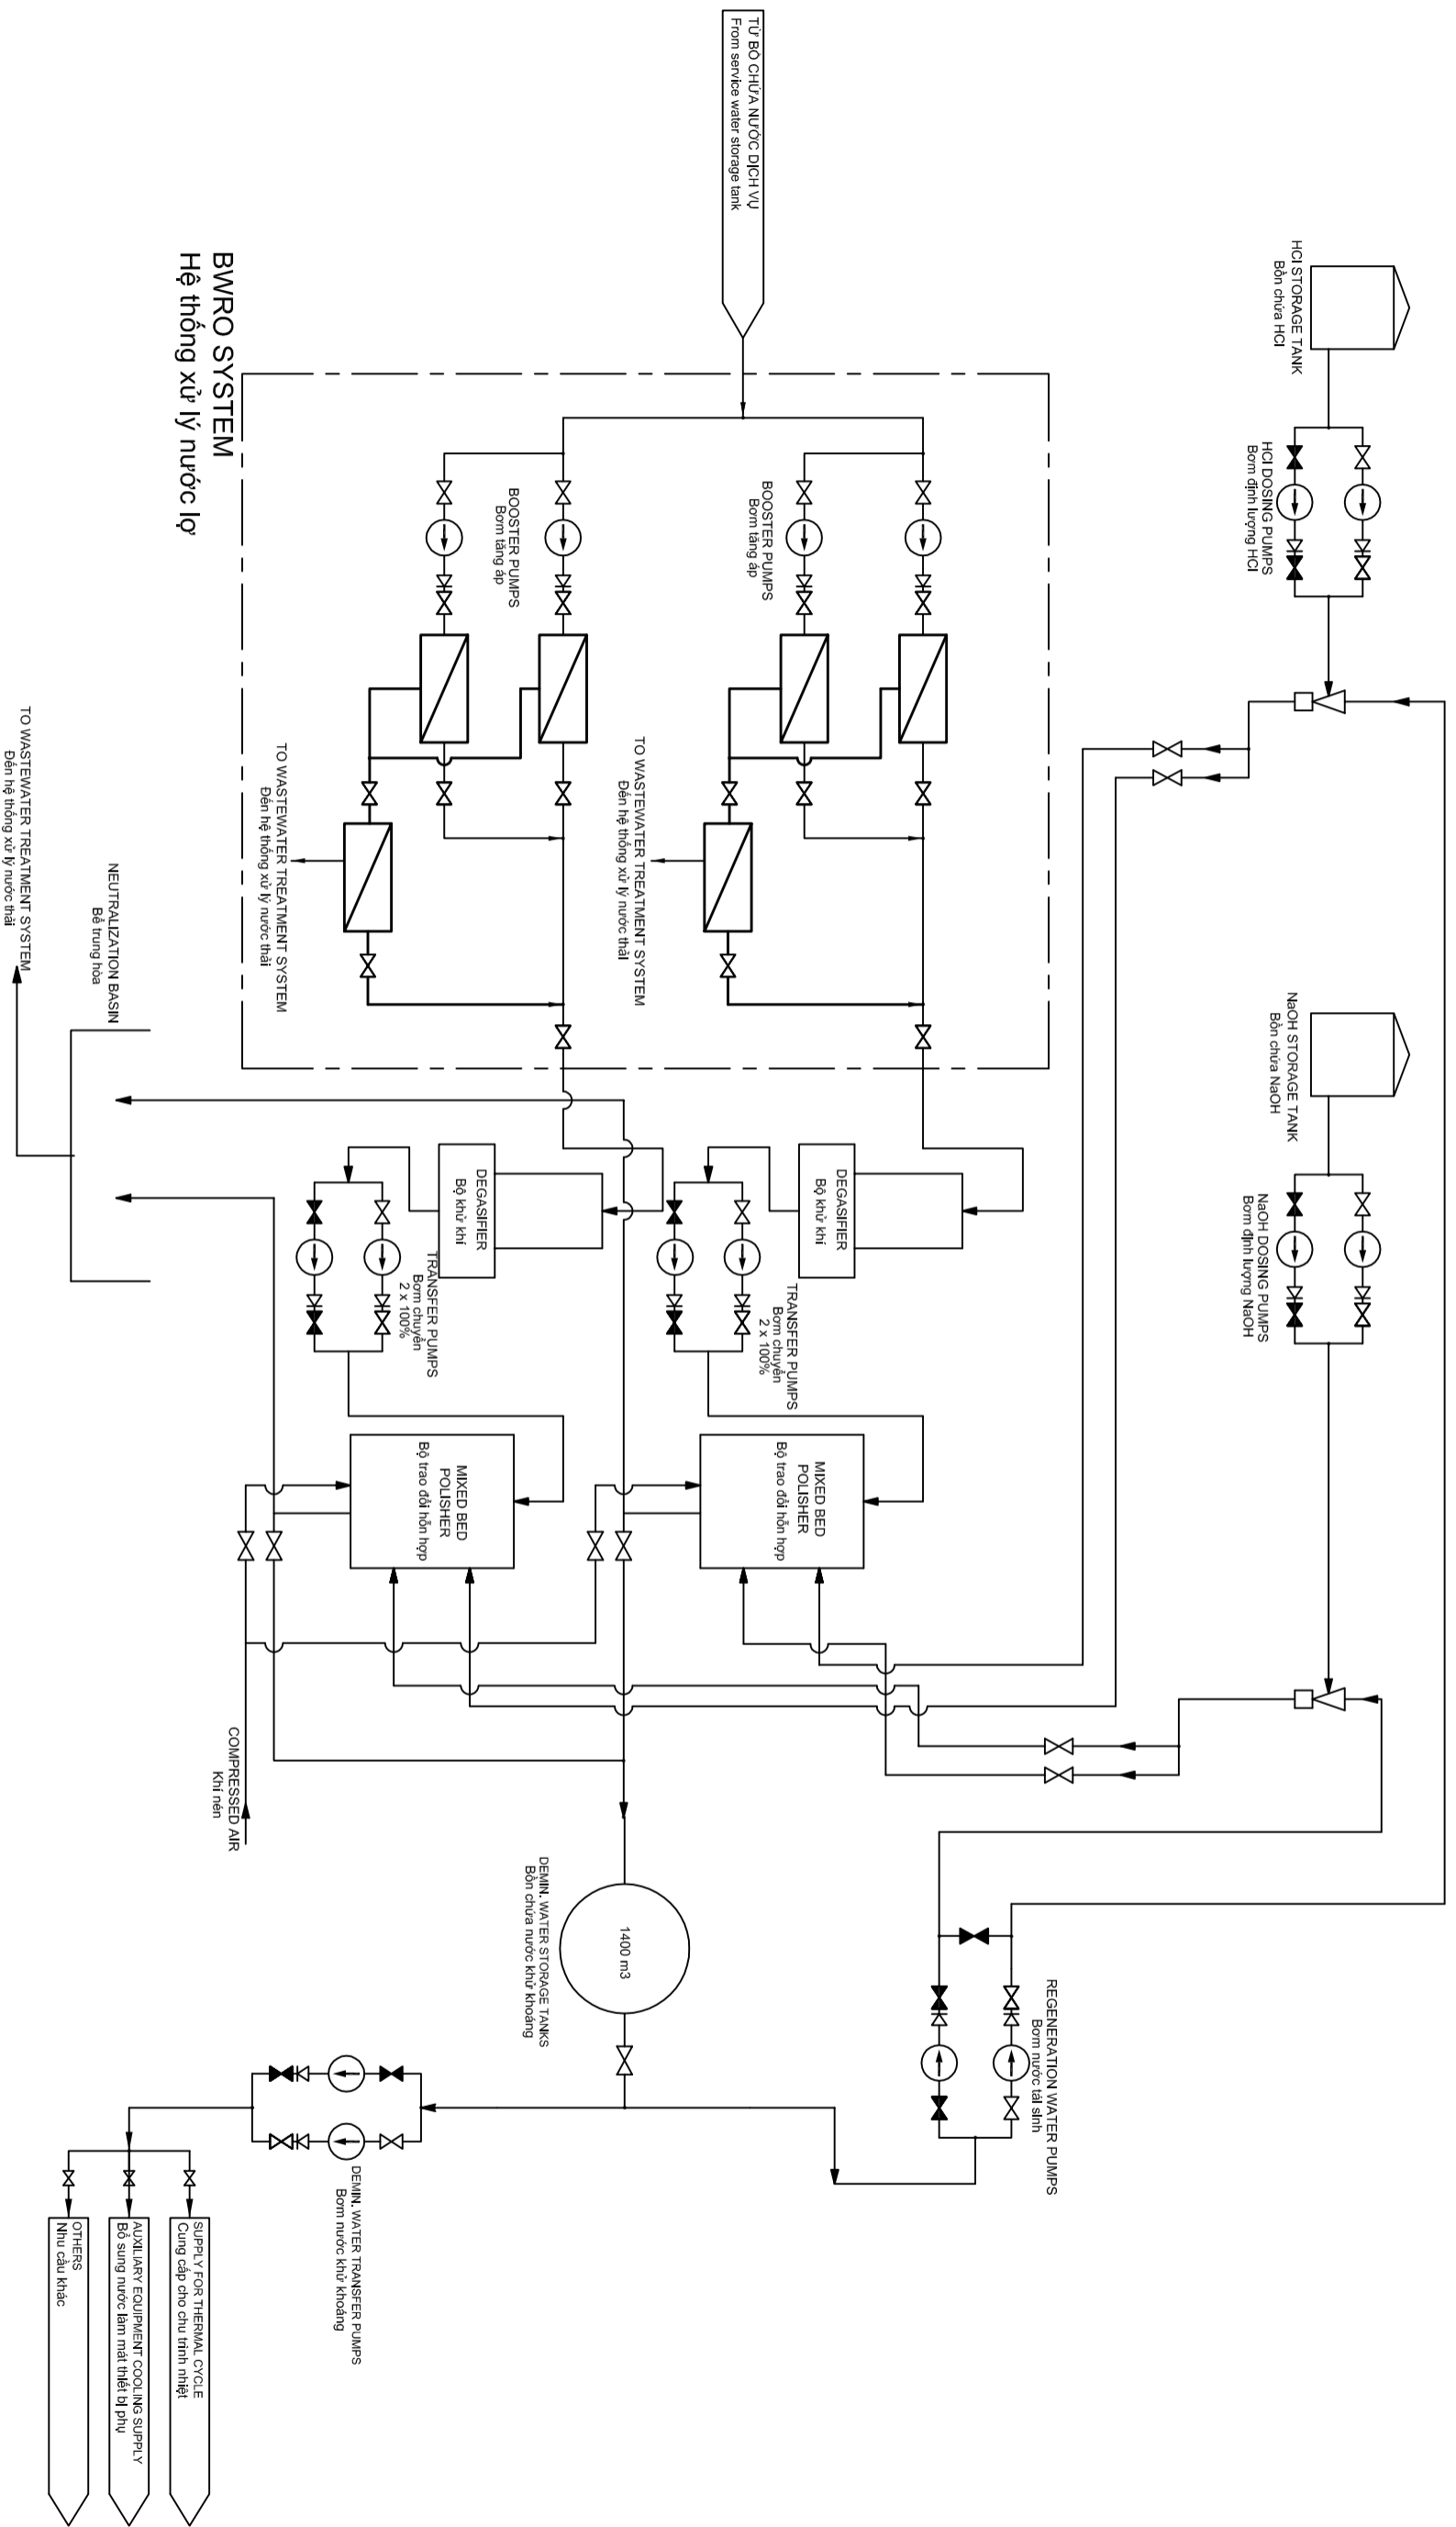 HCl STORAGE TANK
Bồn chứa HCl
HCl DOSING PUMPS
Bơm định lượng HCl
NaOH STORAGE TANK
Bồn chứa NaOH
NaOH DOSING PUMPS
Bơm định lượng NaOH
REGENERATION WATER PUMPS
Bơm nước tái sinh
TỪ BỒ CHỨA NƯỚC DỊCH VỤ
From service water storage tank
BOOSTER PUMPS
Bơm tăng áp
TO WASTEWATER TREATMENT SYSTEM
Đến hệ thống xử lý nước thải
DEGASIFIER
Bộ khử khí
TRANSFER PUMPS
Bơm chuyển
2 x 100%
MIXED BED
POLISHER
Bộ trao đổi hỗn hợp
BOOSTER PUMPS
Bơm tăng áp
TO WASTEWATER TREATMENT SYSTEM
Đến hệ thống xử lý nước thải
DEGASIFIER
Bộ khử khí
TRANSFER PUMPS
Bơm chuyển
2 x 100%
MIXED BED
POLISHER
Bộ trao đổi hỗn hợp
1400 m3
DEMIN. WATER STORAGE TANKS
Bồn chứa nước khử khoáng
DEMIN. WATER TRANSFER PUMPS
Bơm nước khử khoáng
BWRO SYSTEM
Hệ thống xử lý nước lợ
COMPRESSED AIR
Khí nén
NEUTRALIZATION BASIN
Bể trung hòa
TO WASTEWATER TREATMENT SYSTEM
Đến hệ thống xử lý nước thải
SUPPLY FOR THERMAL CYCLE
Cung cấp cho chu trình nhiệt
AUXILIARY EQUIPMENT COOLING SUPPLY
Bổ sung nước làm mát thiết bị phụ
OTHERS
Nhu cầu khác